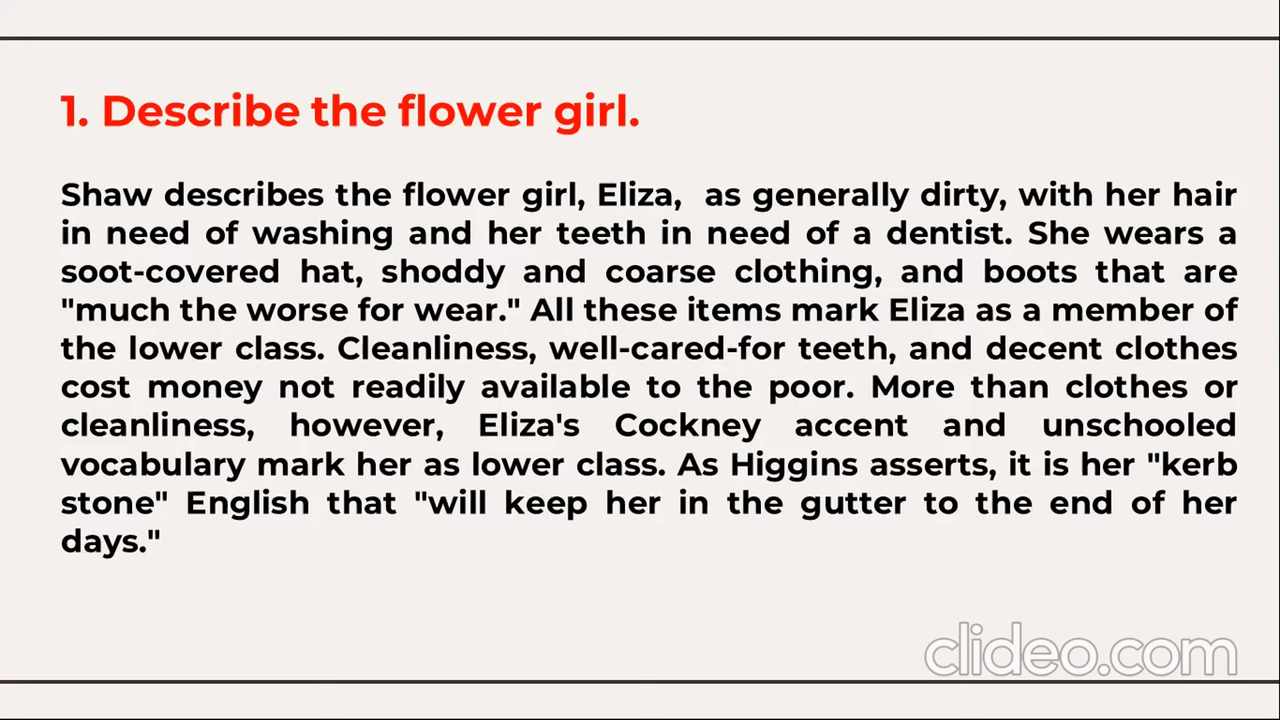 1. Describe the flower girl.
Shaw describes the flower girl, Eliza,  as generally dirty, with her hair
in need of washing and her teeth in need of a dentist. She wears a
soot-covered hat, shoddy and coarse clothing, and boots that are
"much the worse for wear." All these items mark Eliza as a member of
the lower class. Cleanliness, well-cared-for teeth, and decent clothes
cost money not readily available to the poor. More than clothes or
cleanliness, however, Eliza's Cockney accent and unschooled
vocabulary mark her as lower class. As Higgins asserts, it is her "kerb
stone" English that "will keep her in the gutter to the end of her
days."
clideo.com